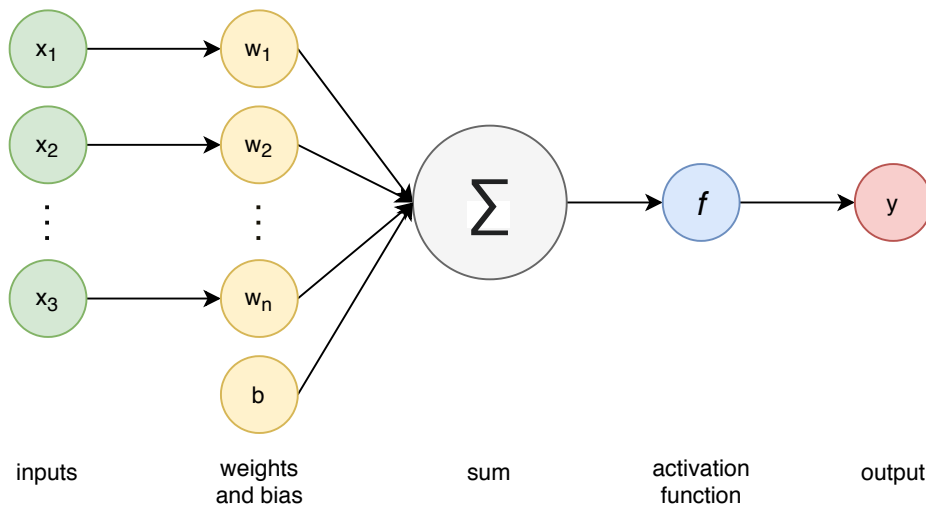 x₁
w₁
x₂
w₂
∑
f
y
x₃
wₙ
b
inputs
weights
and bias
sum
activation
function
output